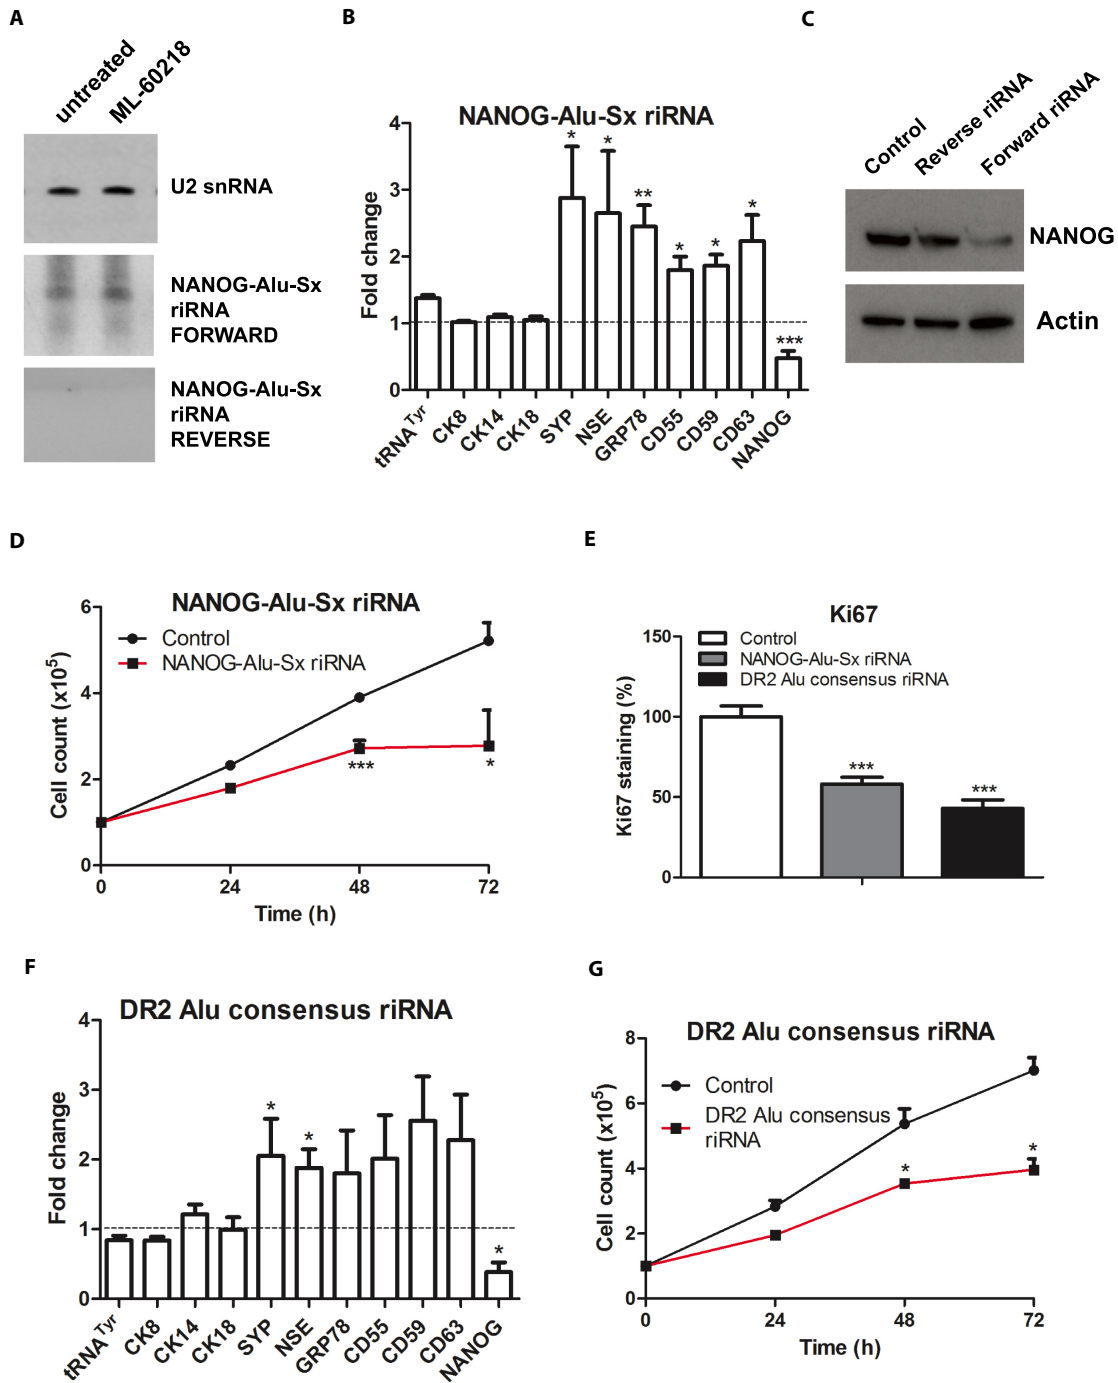 A
untreated
ML-60218
U2 snRNA
NANOG-Alu-Sx
riRNA
FORWARD
NANOG-Alu-Sx
riRNA
REVERSE
B
NANOG-Alu-Sx riRNA
Fold change
4
3
2
1
0
*
*
**
*
*
*
***
tRNATyr
CK8
CK14
CK18
SYP
NSE
GRP78
CD55
CD59
CD63
NANOG
C
Control
Reverse riRNA
Forward riRNA
NANOG
Actin
D
NANOG-Alu-Sx riRNA
Control
NANOG-Alu-Sx riRNA
Cell count (x105)
6
4
2
0
***
*
0 24 48 72
Time (h)
E
Ki67
Control
NANOG-Alu-Sx riRNA
DR2 Alu consensus riRNA
Ki67 staining (%)
150
100
50
0
***
***
F
DR2 Alu consensus riRNA
Fold change
4
3
2
1
0
*
*
*
tRNATyr
CK8
CK14
CK18
SYP
NSE
GRP78
CD55
CD59
CD63
NANOG
G
DR2 Alu consensus riRNA
Control
DR2 Alu consensus
riRNA
Cell count (x105)
8
6
4
2
0
*
*
0 24 48 72
Time (h)